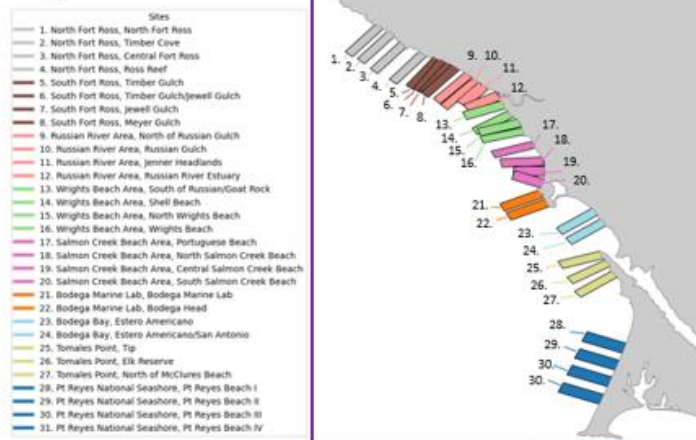 Sites
1. North Fort Ross, North Fort Ross
2. North Fort Ross, Timber Cove
3. North Fort Ross, Central Fort Ross
4. North Fort Ross, Ross Reef
5. South Fort Ross, Timber Gulch
6. South Fort Ross, Timber Gulch/Jewell Gulch
7. South Fort Ross, Jewell Gulch
8. South Fort Ross, Meyer Gulch
9. Russian River Area, North of Russian Gulch
10. Russian River Area, Russian Gulch
11. Russian River Area, Jenner Headlands
12. Russian River Area, Russian River Estuary
13. Wrights Beach Area, South of Russian/Goat Rock
14. Wrights Beach Area, Shell Beach
15. Wrights Beach Area, North Wrights Beach
16. Wrights Beach Area, Wrights Beach
17. Salmon Creek Beach Area, Portuguese Beach
18. Salmon Creek Beach Area, North Salmon Creek Beach
19. Salmon Creek Beach Area, Central Salmon Creek Beach
20. Salmon Creek Beach Area, South Salmon Creek Beach
21. Bodega Marine Lab, Bodega Marine Lab
22. Bodega Marine Lab, Bodega Head
23. Bodega Bay, Estero Americano
24. Bodega Bay, Estero Americano/San Antonio
25. Tomales Point, Tip
26. Tomales Point, Elk Reserve
27. Tomales Point, North of McClures Beach
28. Pt Reyes National Seashore, Pt Reyes Beach I
29. Pt Reyes National Seashore, Pt Reyes Beach II
30. Pt Reyes National Seashore, Pt Reyes Beach III
31. Pt Reyes National Seashore, Pt Reyes Beach IV
1.
2.
3.
4.
5.
6.
7.
8.
9.
10.
11.
12.
13.
14.
15.
16.
17.
18.
19.
20.
21.
22.
23.
24.
25.
26.
27.
28.
29.
30.
30.